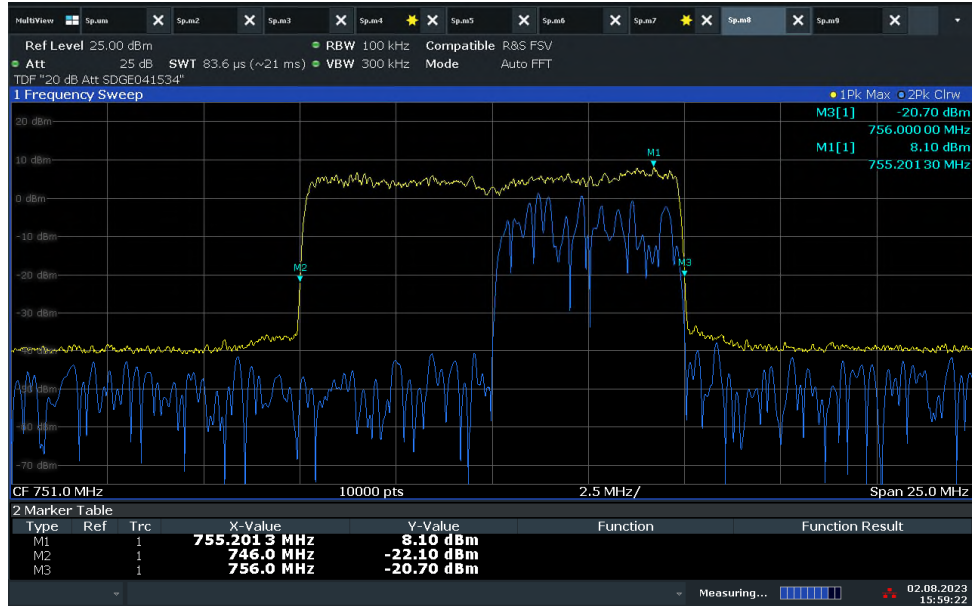 MultiView Sp.um Sp.m2 Sp.m3 Sp.m4 Sp.m5 Sp.m6 Sp.m7 Sp.m8 Sp.m9
Ref Level 25.00 dBm RBW 100 kHz Compatible R&S FSV
Att 25 dB SWT 83.6 µs (~21 ms) VBW 300 kHz Mode Auto FFT
TDF "20 dB Att SDGE041534"
1 Frequency Sweep 1Pk Max 2Pk Clrw
M3[1] -20.70 dBm
756.000 00 MHz
M1[1] 8.10 dBm
755.201 30 MHz
20 dBm
M1
10 dBm
0 dBm
-10 dBm
M2
M3
-20 dBm
-30 dBm
-60 dBm
-70 dBm
CF 751.0 MHz 10000 pts 2.5 MHz/ Span 25.0 MHz
2 Marker Table
Type Ref Trc X-Value Y-Value Function Function Result
M1 1 755.201 3 MHz 8.10 dBm
M2 1 746.0 MHz -22.10 dBm
M3 1 756.0 MHz -20.70 dBm
Measuring... 02.08.2023
15:59:22